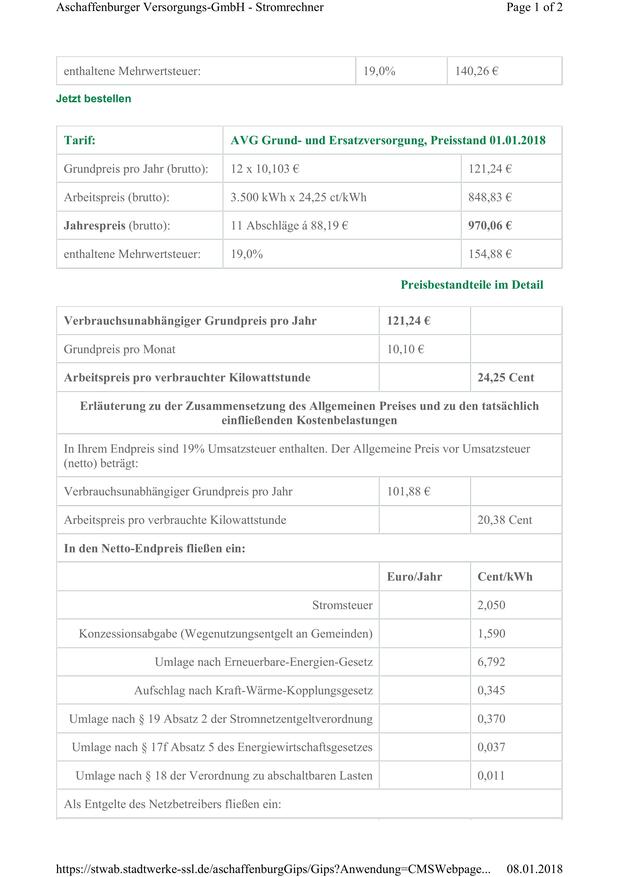 Aschaffenburger Versorgungs-GmbH - Stromrechner Page 1 of 2
enthaltene Mehrwertsteuer: 19,0% 140,26 €
Jetzt bestellen
Tarif: AVG Grund- und Ersatzversorgung, Preisstand 01.01.2018
Grundpreis pro Jahr (brutto): 12 x 10,103 € 121,24 €
Arbeitspreis (brutto): 3.500 kWh x 24,25 ct/kWh 848,83 €
Jahrespreis (brutto): 11 Abschläge á 88,19 € 970,06 €
enthaltene Mehrwertsteuer: 19,0% 154,88 €
Preisbestandteile im Detail
Verbrauchsunabhängiger Grundpreis pro Jahr 121,24 €
Grundpreis pro Monat 10,10 €
Arbeitspreis pro verbrauchter Kilowattstunde 24,25 Cent
Erläuterung zu der Zusammensetzung des Allgemeinen Preises und zu den tatsächlich
einfließenden Kostenbelastungen
In Ihrem Endpreis sind 19% Umsatzsteuer enthalten. Der Allgemeine Preis vor Umsatzsteuer
(netto) beträgt:
Verbrauchsunabhängiger Grundpreis pro Jahr 101,88 €
Arbeitspreis pro verbrauchte Kilowattstunde 20,38 Cent
In den Netto-Endpreis fließen ein:
Euro/Jahr Cent/kWh
Stromsteuer 2,050
Konzessionsabgabe (Wegenutzungsentgelt an Gemeinden) 1,590
Umlage nach Erneuerbare-Energien-Gesetz 6,792
Aufschlag nach Kraft-Wärme-Kopplungsgesetz 0,345
Umlage nach § 19 Absatz 2 der Stromnetzentgeltverordnung 0,370
Umlage nach § 17f Absatz 5 des Energiewirtschaftsgesetzes 0,037
Umlage nach § 18 der Verordnung zu abschaltbaren Lasten 0,011
Als Entgelte des Netzbetreibers fließen ein:
https://stwab.stadtwerke-ssl.de/aschaffenburgGips/Gips?Anwendung=CMSWebpage... 08.01.2018